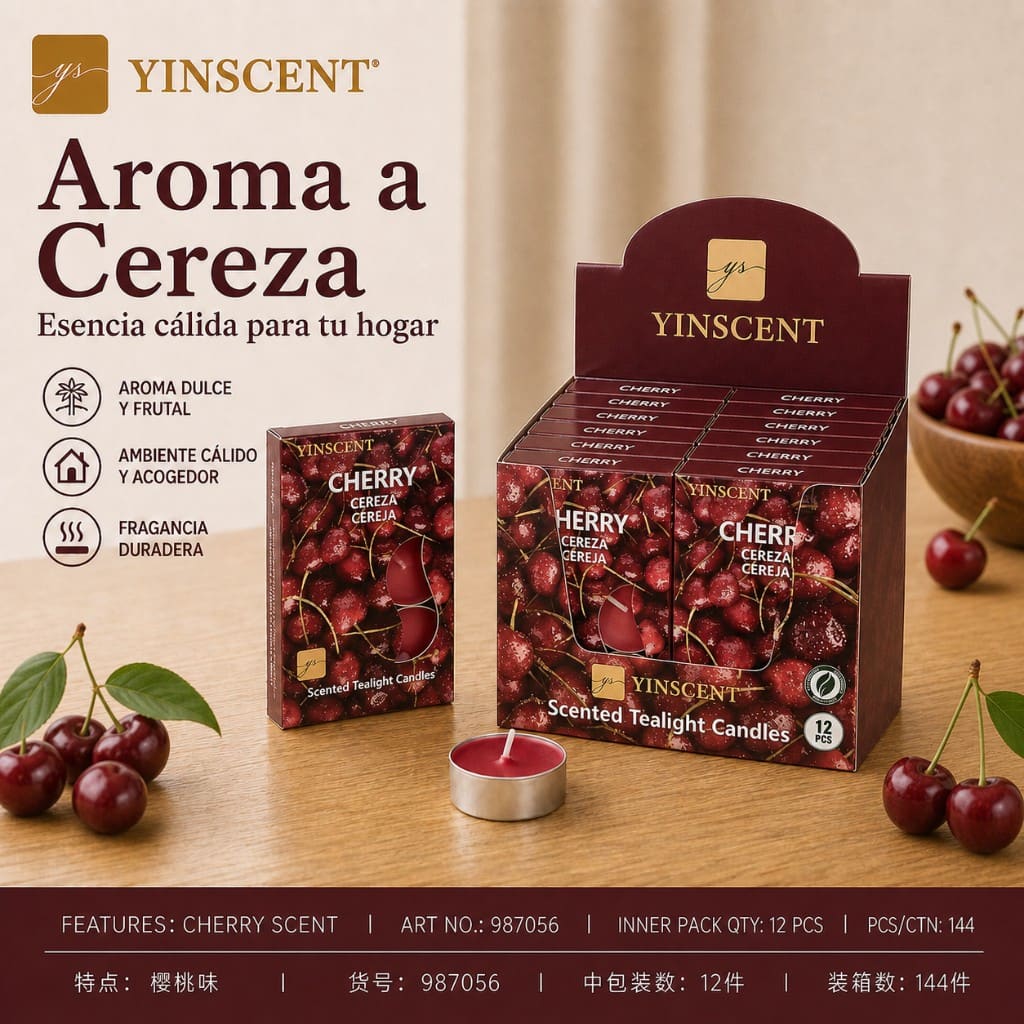 ys YINSCENT®
Aroma a
Cereza
Esencia cálida para tu hogar
AROMA DULCE
Y FRUTAL
AMBIENTE CÁLIDO
Y ACOGEDOR
FRAGANCIA
DURADERA
CHERRY
YINSCENT
CHERRY
CEREZA
CEREJA
ys
Scented Tealight Candles
ys
YINSCENT
CHERRY
CHERRY
CHERRY
CHERRY
CHERRY
CHERRY
CHERRY
CHERRY
ENT
HERRY
CEREZA
CEREJA
YINSCENT
CHERR
CEREZA
CEREJA
ys YINSCENT
Scented Tealight Candles
12
PCS
FEATURES: CHERRY SCENT | ART NO.: 987056 | INNER PACK QTY: 12 PCS | PCS/CTN: 144
特点：樱桃味 | 货号：987056 | 中包装数：12件 | 装箱数：144件